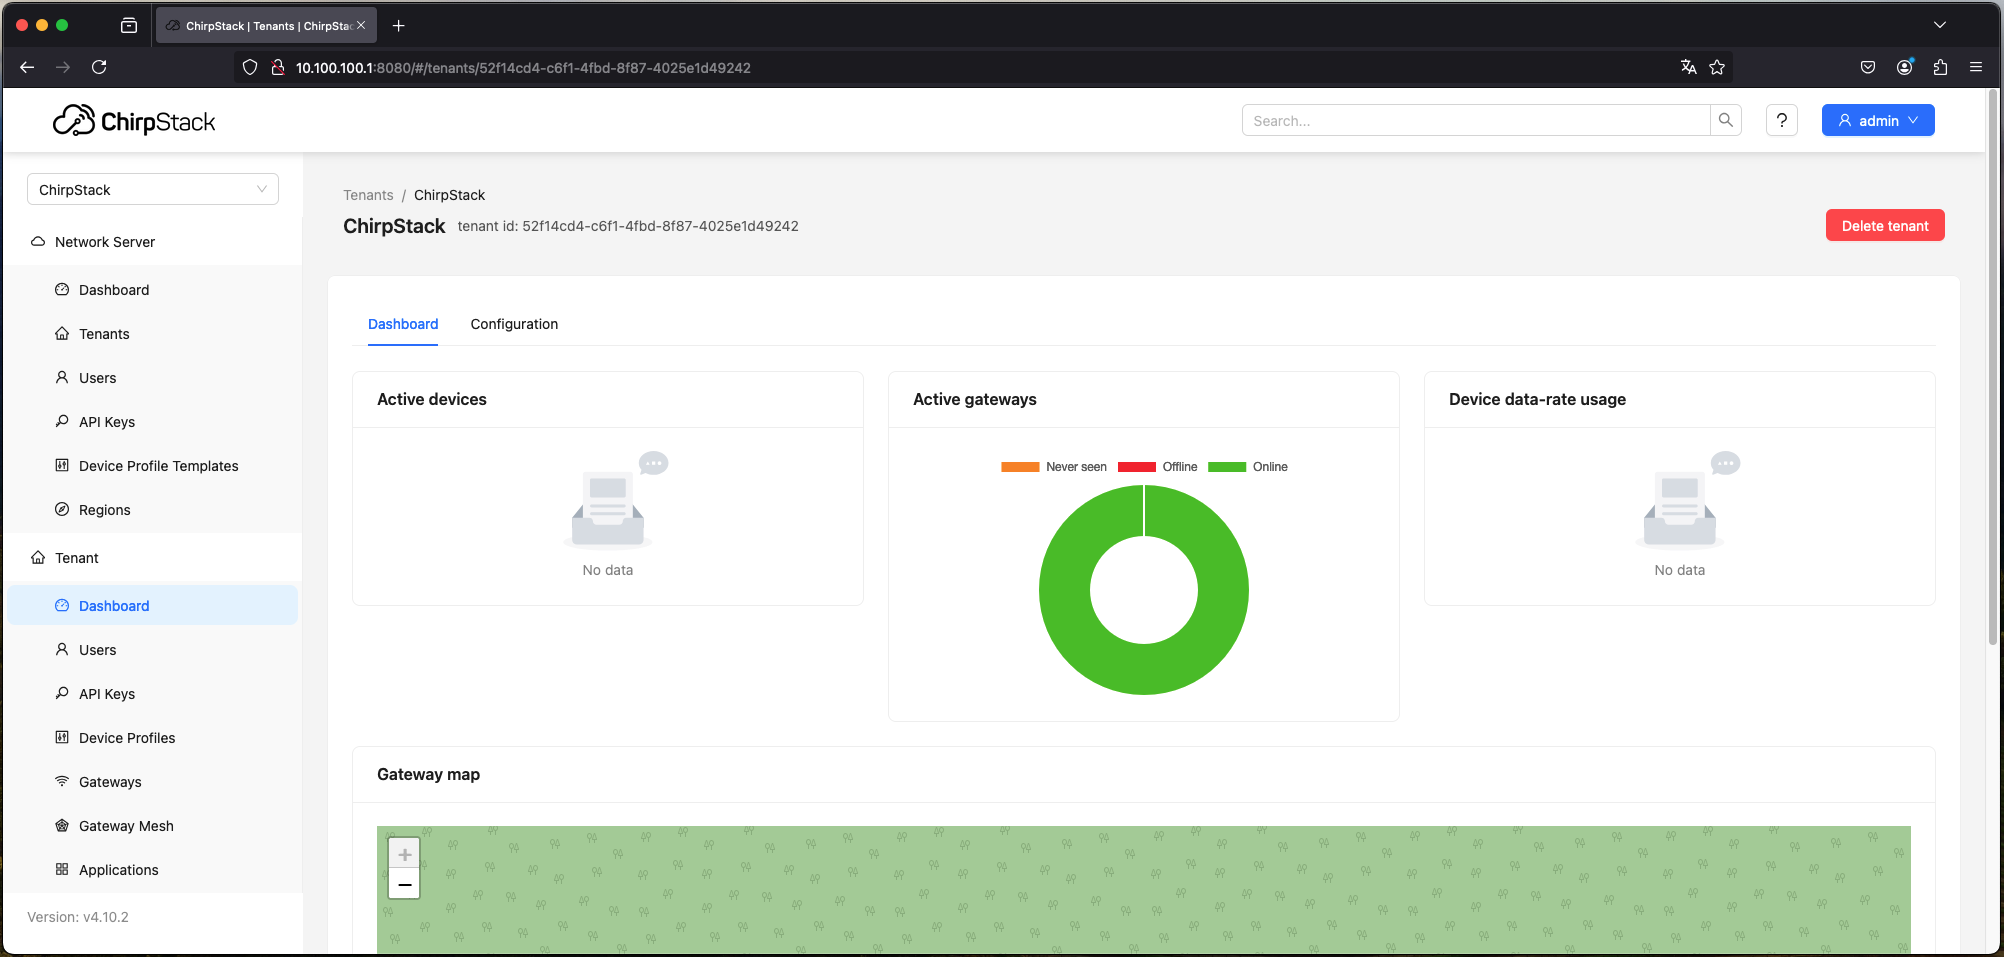 ChirpStack | Tenants | ChirpStac
10.100.100.1:8080/#/tenants/52f14cd4-c6f1-4fbd-8f87-4025e1d49242
ChirpStack
Search...
?
admin
ChirpStack
Network Server
Dashboard
Tenants
Users
API Keys
Device Profile Templates
Regions
Tenant
Dashboard
Users
API Keys
Device Profiles
Gateways
Gateway Mesh
Applications
Version: v4.10.2
Tenants / ChirpStack
ChirpStack tenant id: 52f14cd4-c6f1-4fbd-8f87-4025e1d49242
Delete tenant
Dashboard Configuration
Active devices
No data
Active gateways
Never seen Offline Online
Device data-rate usage
No data
Gateway map
+
−